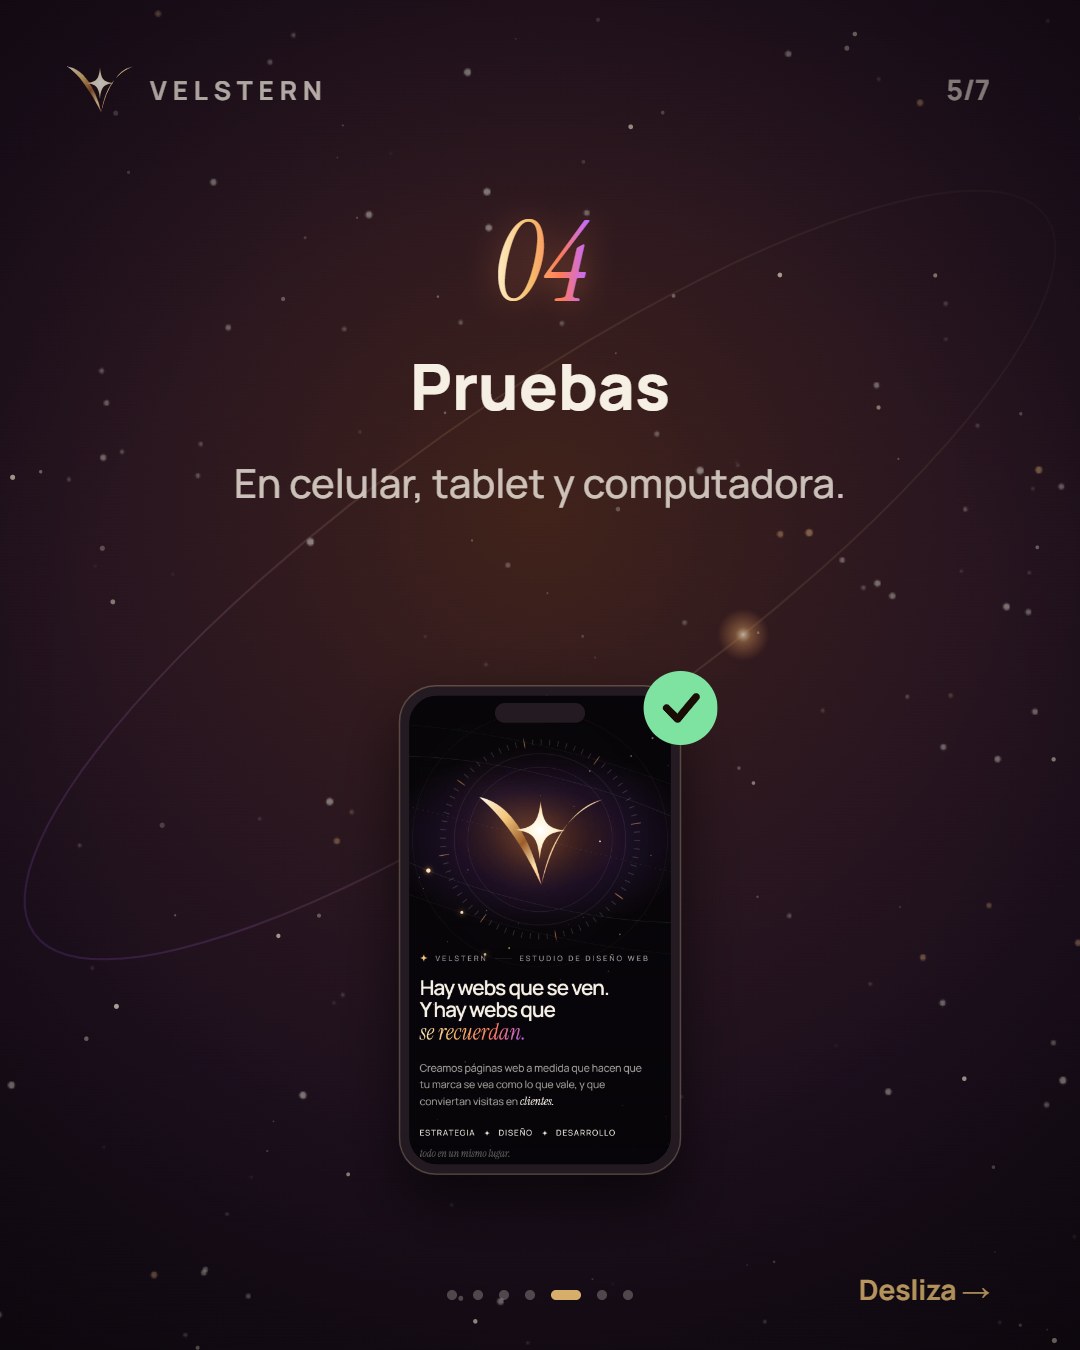 VELSTERN
5/7
04
Pruebas
En celular, tablet y computadora.
VELSTERN — ESTUDIO DE DISEÑO WEB
Hay webs que se ven.
Y hay webs que
se recuerdan.
Creamos páginas web a medida que hacen que
tu marca se vea como lo que vale, y que
conviertan visitas en clientes.
ESTRATEGIA ✦ DISEÑO ✦ DESARROLLO
todo en un mismo lugar.
Desliza →